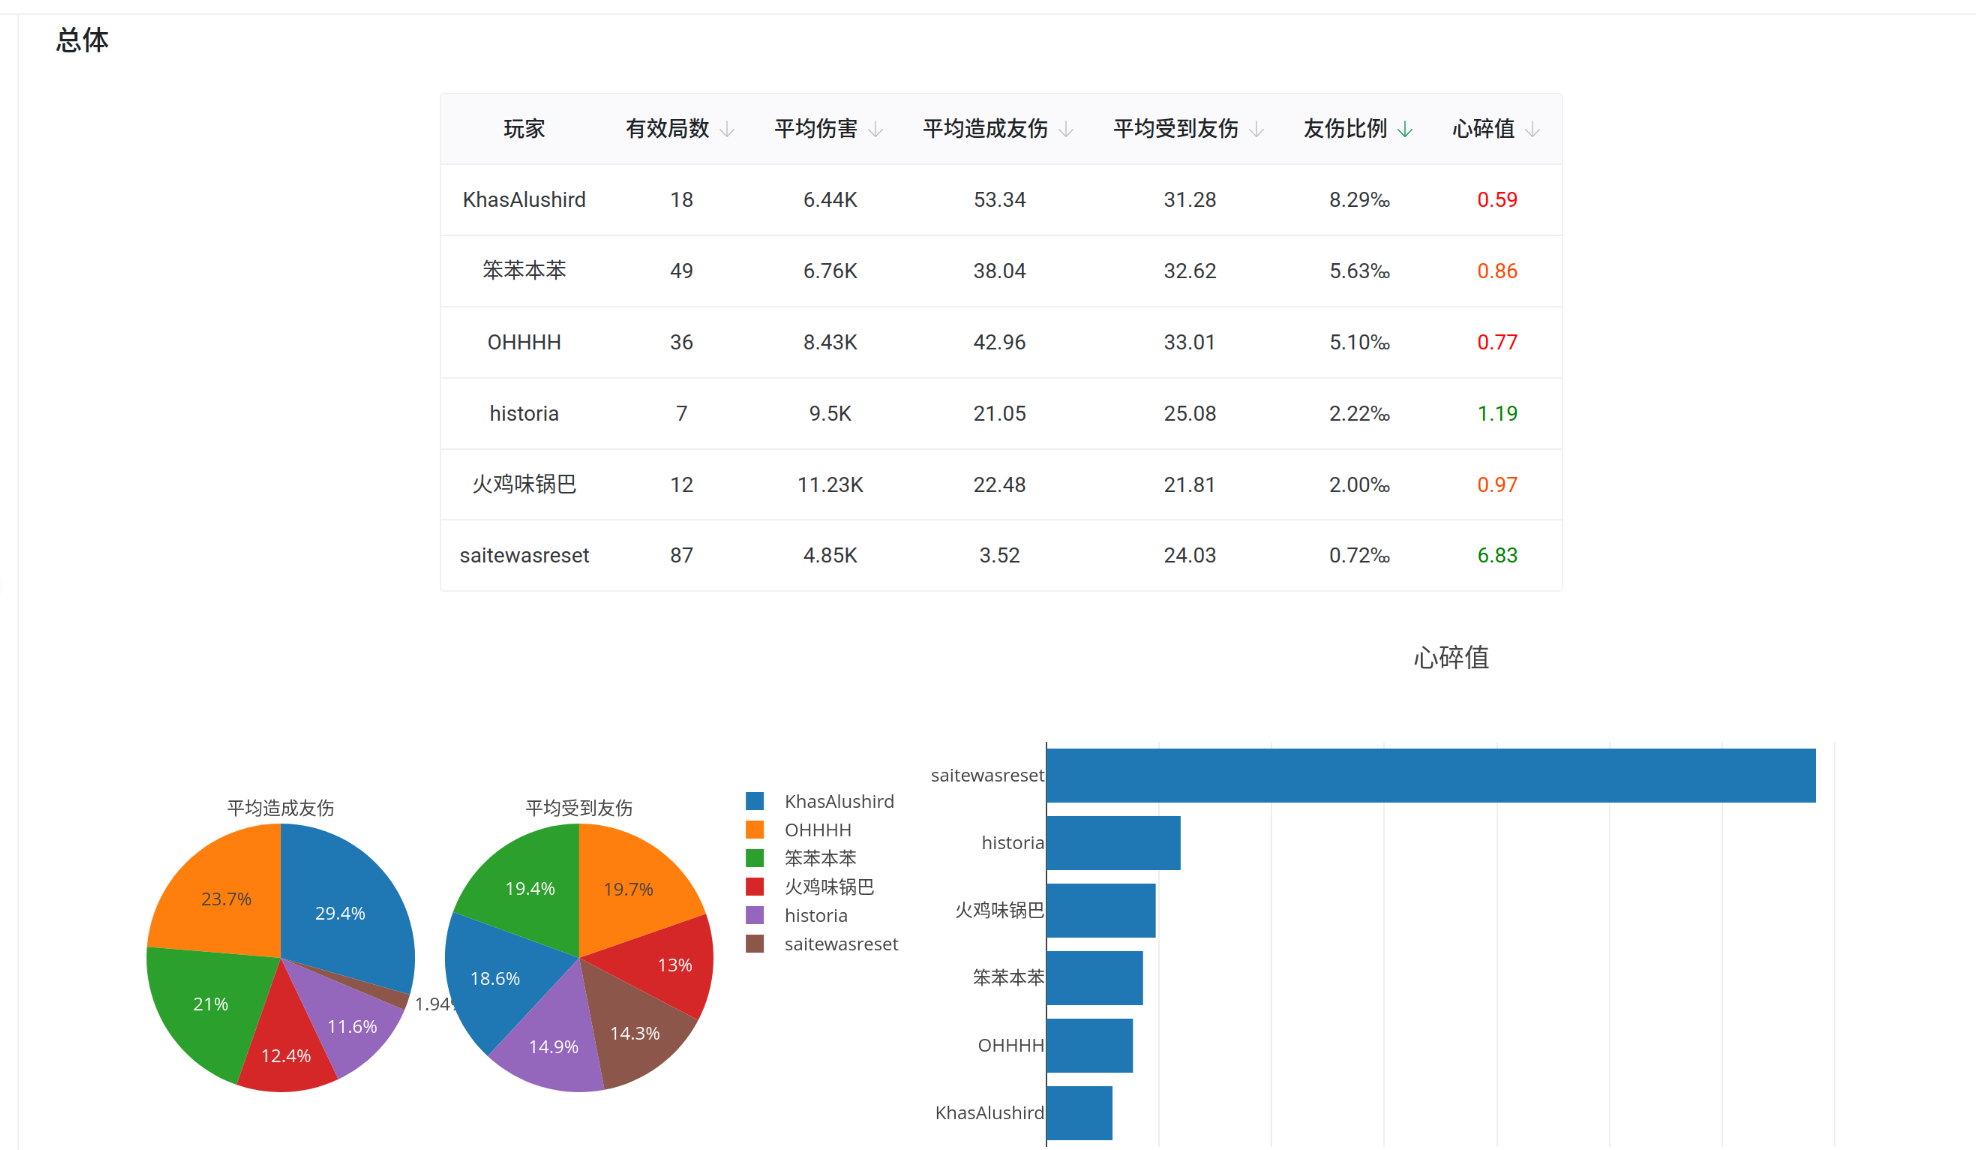 总体
玩家 有效局数 平均伤害 平均造成友伤 平均受到友伤 友伤比例 心碎值
KhasAlushird 18 6.44K 53.34 31.28 8.29‰ 0.59
笨苯本苯 49 6.76K 38.04 32.62 5.63‰ 0.86
OHHHH 36 8.43K 42.96 33.01 5.10‰ 0.77
historia 7 9.5K 21.05 25.08 2.22‰ 1.19
火鸡味锅巴 12 11.23K 22.48 21.81 2.00‰ 0.97
saitewasreset 87 4.85K 3.52 24.03 0.72‰ 6.83
平均造成友伤
23.7%
29.4%
21%
1.94%
11.6%
12.4%
平均受到友伤
19.4%
19.7%
18.6%
13%
14.3%
14.9%
KhasAlushird
OHHHH
笨苯本苯
火鸡味锅巴
historia
saitewasreset
心碎值
saitewasreset
historia
火鸡味锅巴
笨苯本苯
OHHHH
KhasAlushird